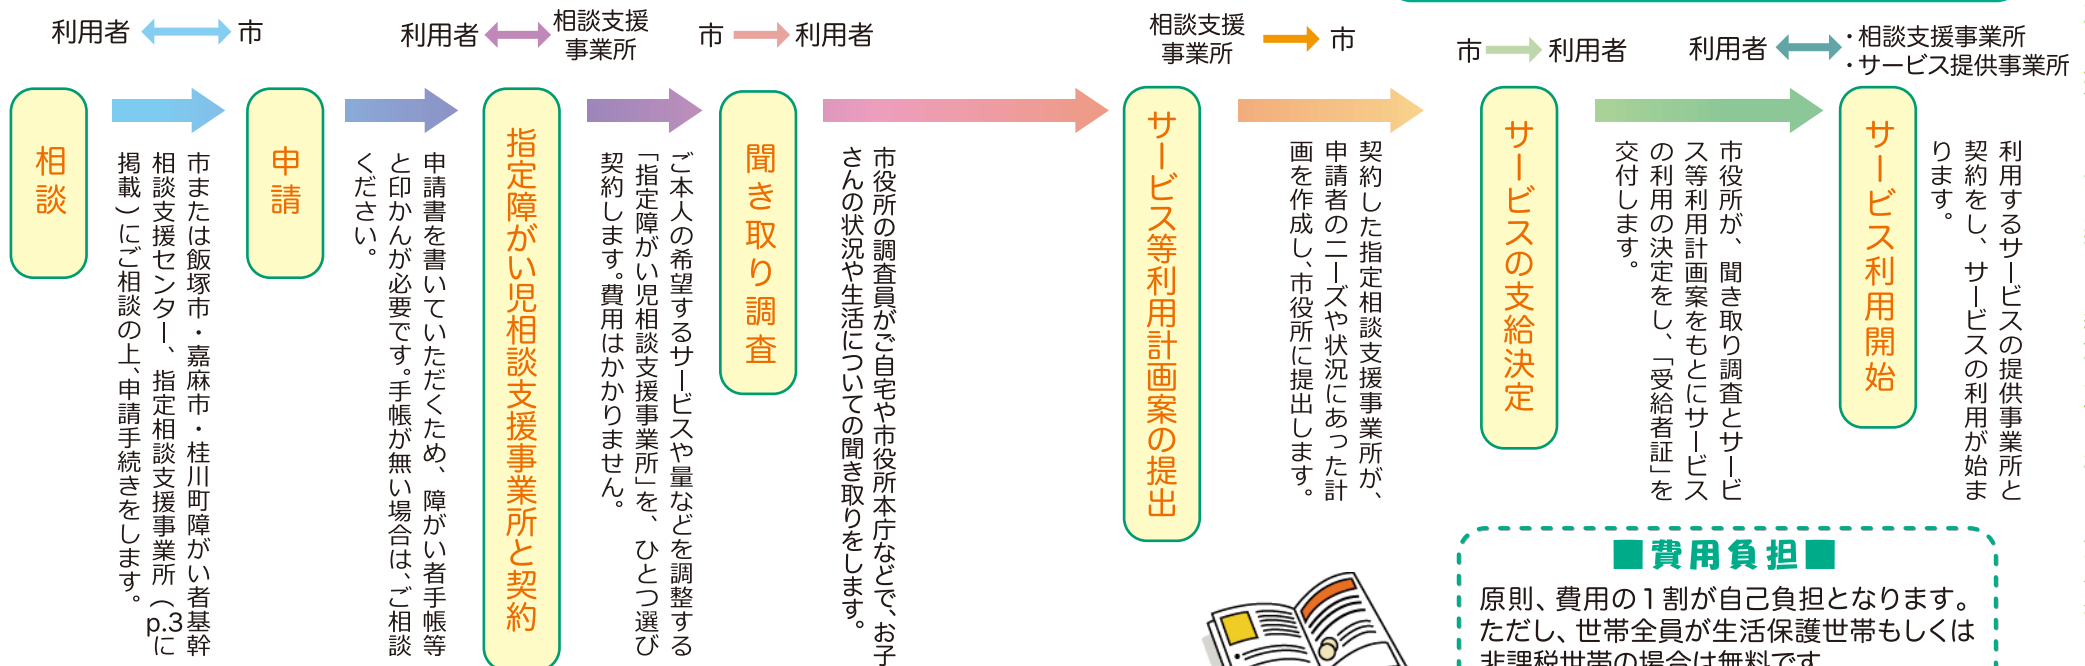 利用者 市
相談
市または飯塚市・嘉麻市・桂川町障がい者基幹
相談支援センター、指定相談支援事業所（p.3に
掲載）にご相談の上、申請手続きをします。
申請
申請書を書いていただくため、障がい者手帳等
と印かんが必要です。手帳が無い場合は、ご相談
ください。
利用者 相談支援
事業所
指定障がい児相談支援事業所と契約
ご本人の希望するサービスや量などを調整する
「指定障がい児相談支援事業所」を、ひとつ選び
契約します。費用はかかりません。
市 利用者
聞き取り調査
市役所の調査員がご自宅や市役所本庁などで、お子
さんの状況や生活についての聞き取りをします。
相談支援
事業所 市
サービス等利用計画案の提出
契約した指定相談支援事業所が、
申請者のニーズや状況にあった計
画を作成し、市役所に提出します。
市 利用者
サービスの支給決定
市役所が、聞き取り調査とサービ
ス等利用計画案をもとにサービス
の利用の決定をし、「受給者証」を
交付します。
利用者 ・相談支援事業所
・サービス提供事業所
サービス利用開始
利用するサービスの提供事業所と
契約をし、サービスの利用が始ま
ります。
■費用負担■
原則、費用の1割が自己負担となります。
ただし、世帯全員が生活保護世帯もしくは
非課税世帯の場合は無料です